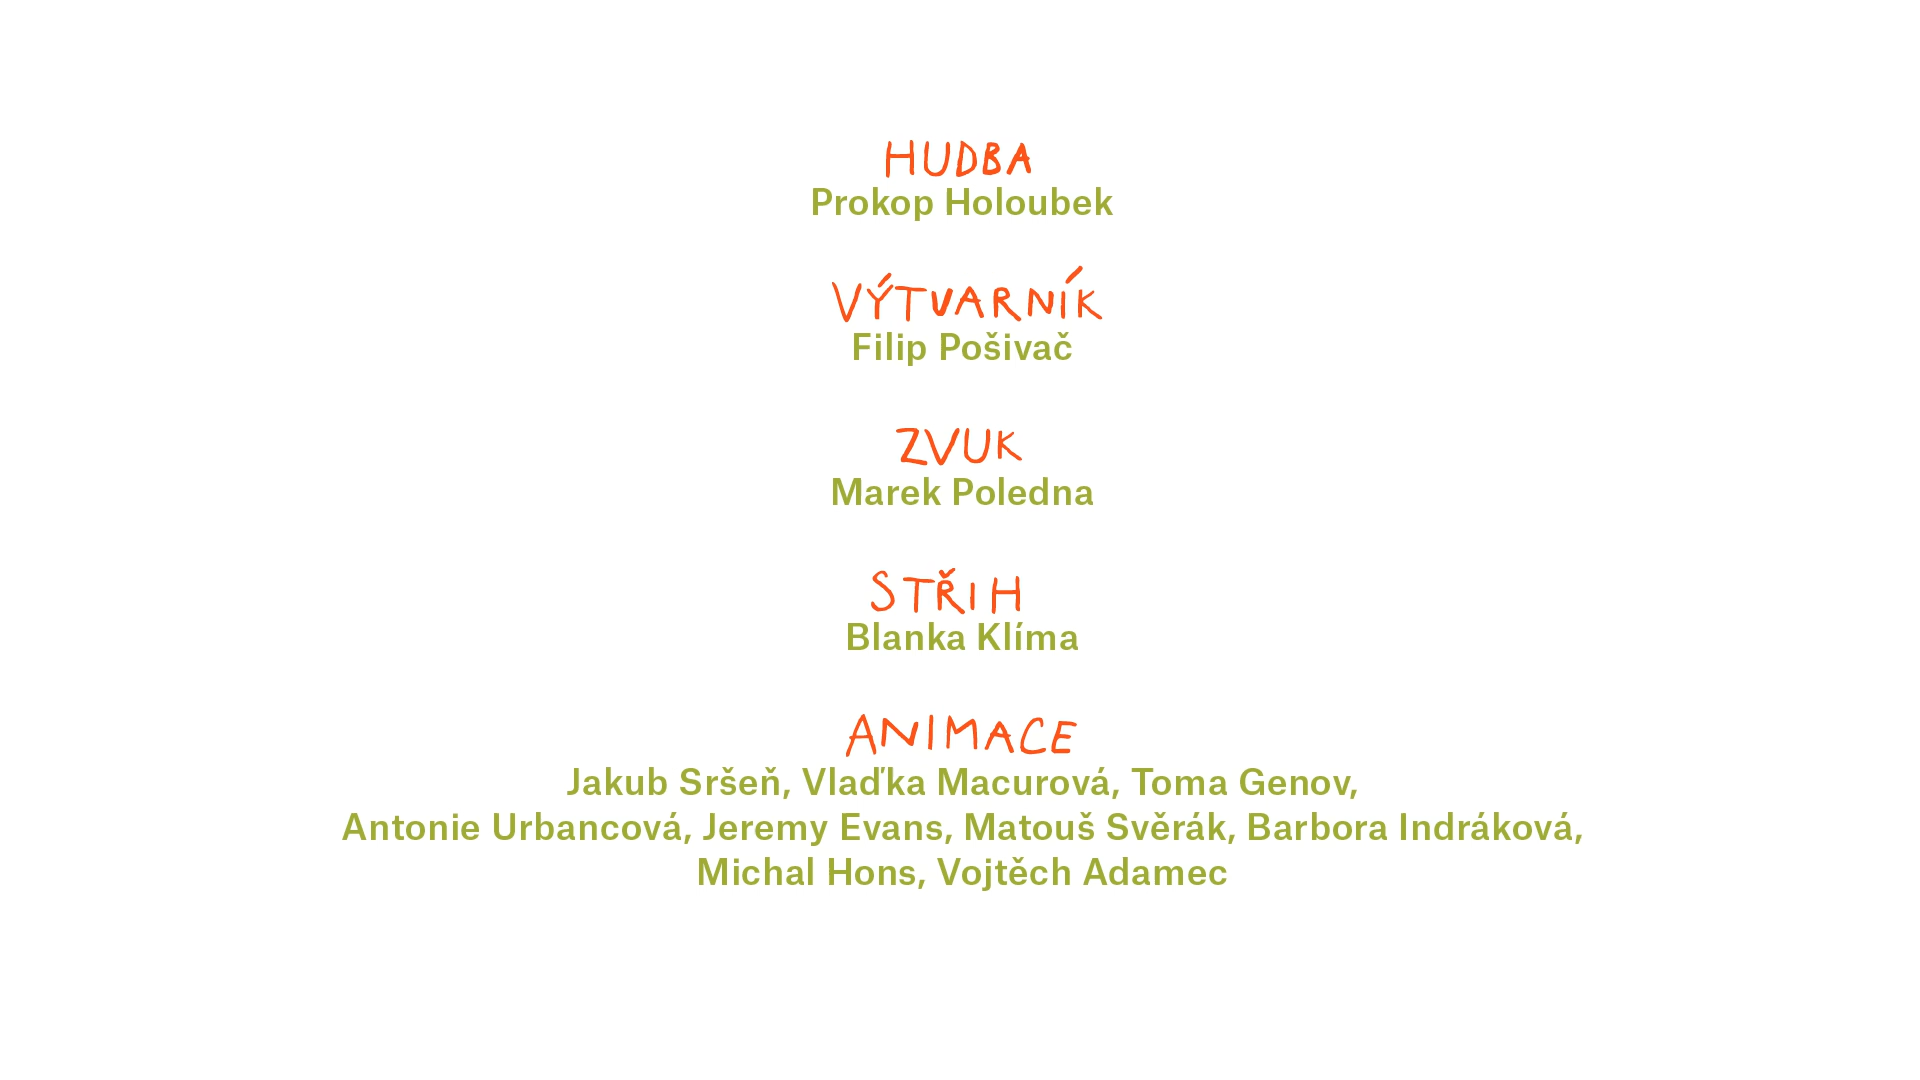 HUDBA
Prokop Holoubek
VÝTVARNÍK
Filip Pošivač
ZVUK
Marek Poledna
STŘIH
Blanka Klíma
ANIMACE
Jakub Sršeň, Vlaďka Macurová, Toma Genov,
Antonie Urbancová, Jeremy Evans, Matouš Svěrák, Barbora Indráková,
Michal Hons, Vojtěch Adamec